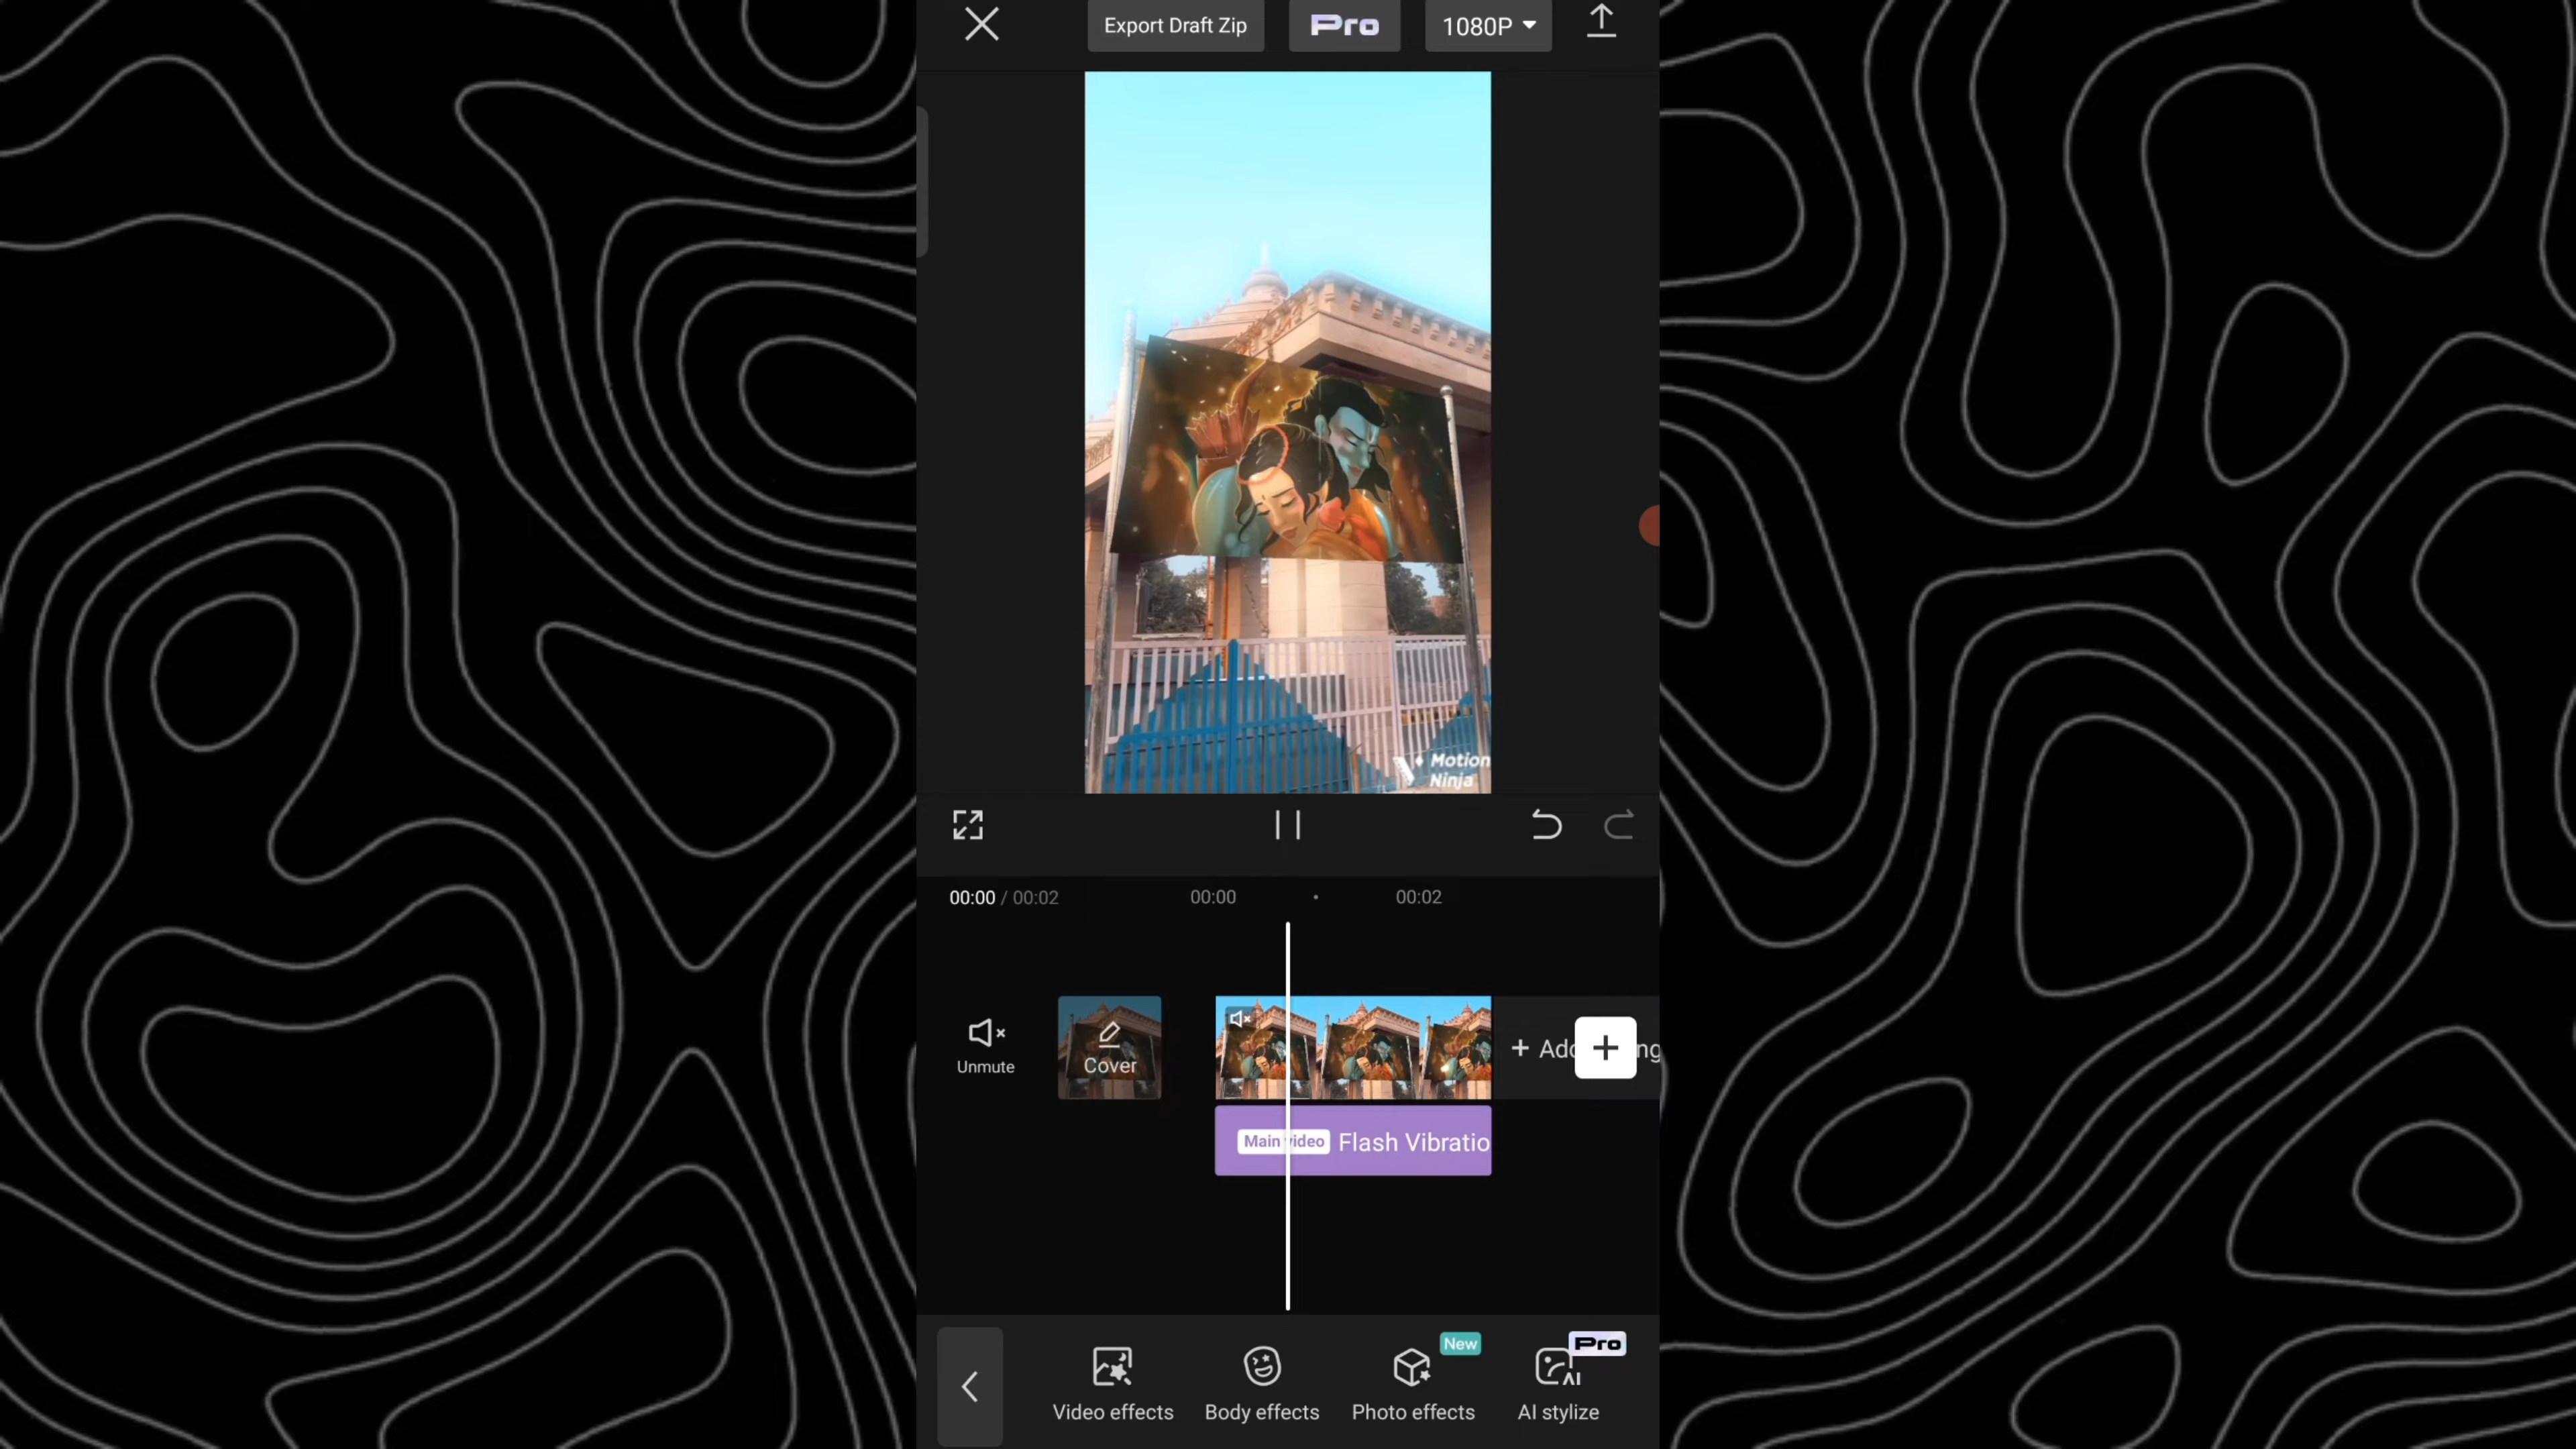 Export Draft Zip
Pro
1080P
Motion
Ninja
00:00 / 00:02
00:00
00:02
Unmute
Cover
+
Main video
Flash Vibratio
New
Pro
AI
Video effects
Body effects
Photo effects
AI stylize